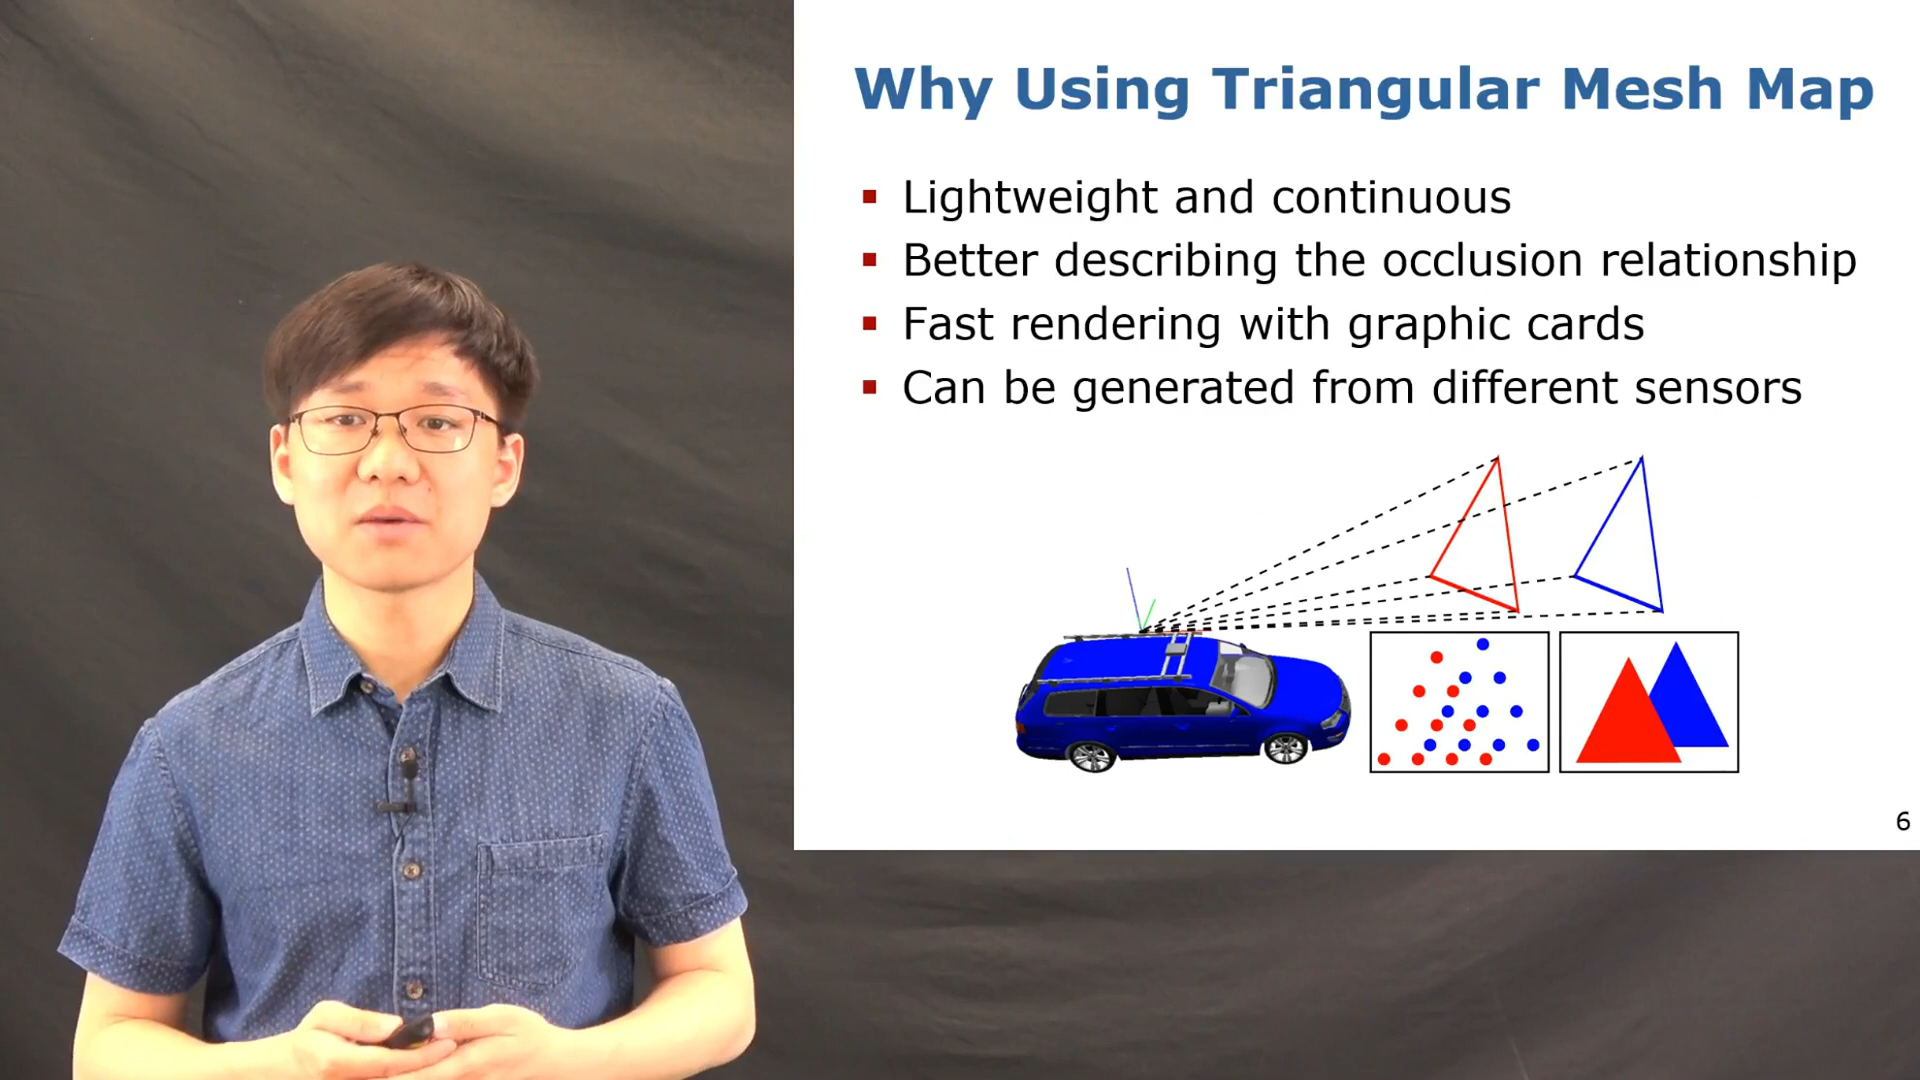 Why Using Triangular Mesh Map
Lightweight and continuous
Better describing the occlusion relationship
Fast rendering with graphic cards
Can be generated from different sensors
6